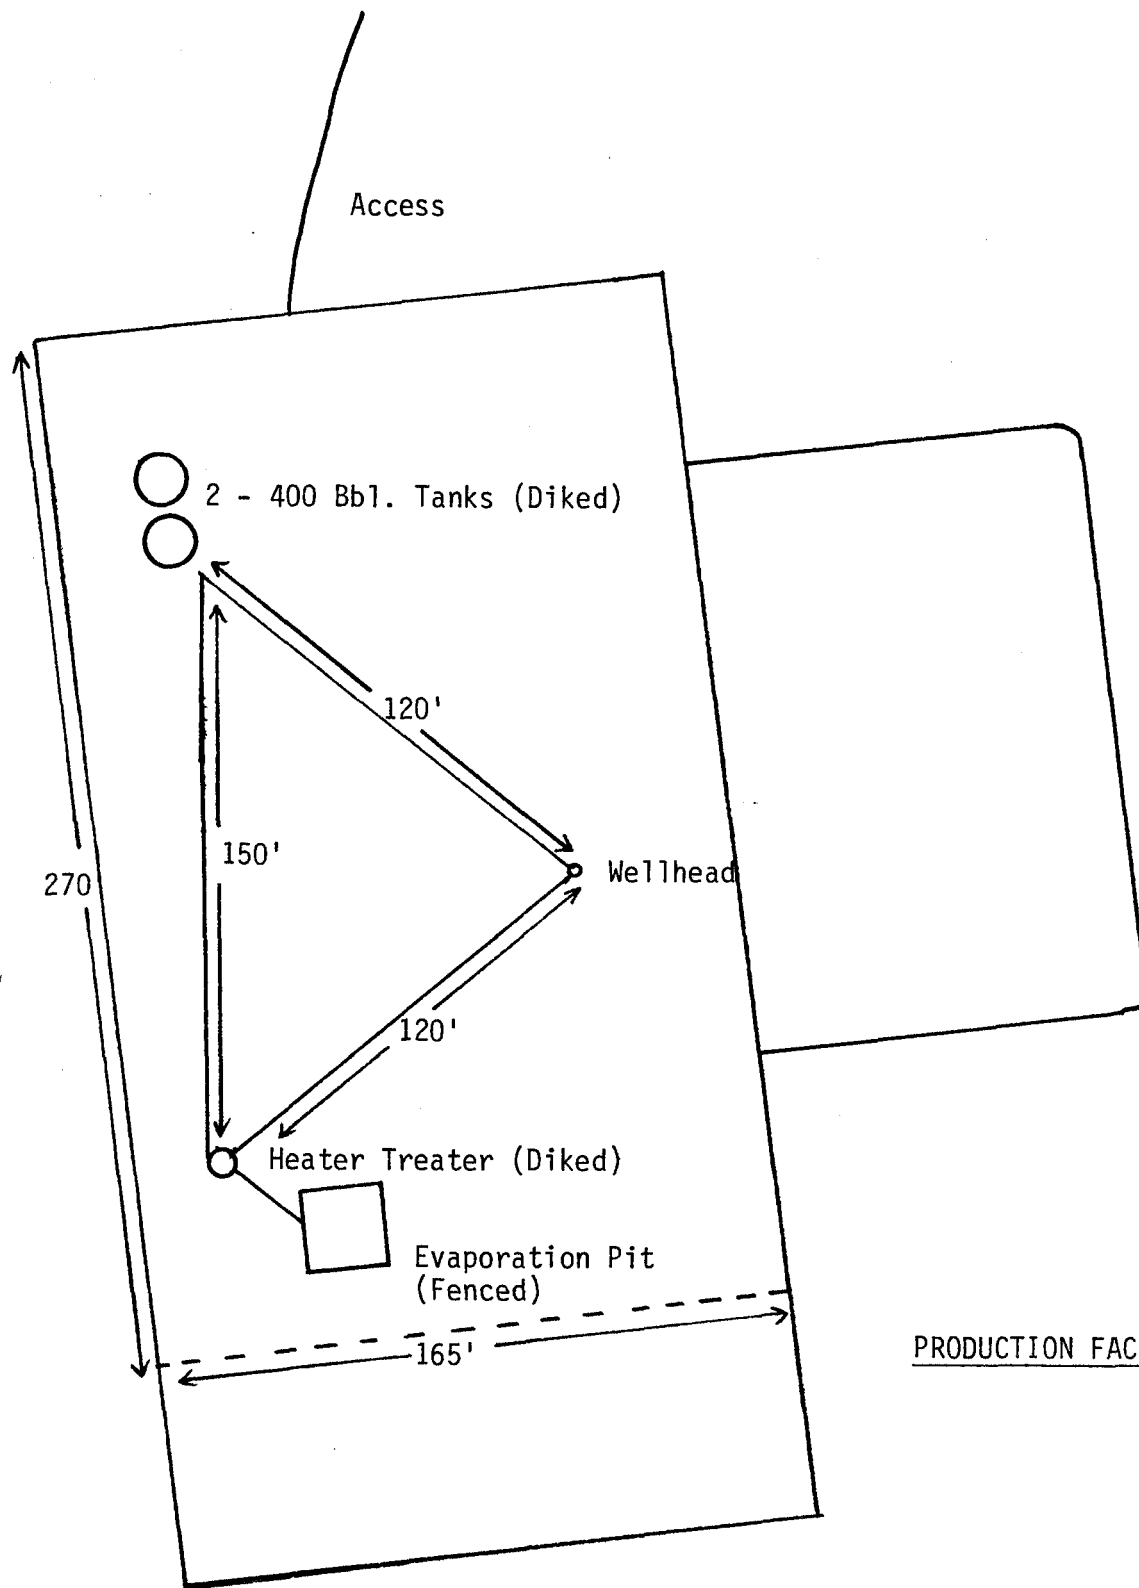 Access
2 - 400 Bbl. Tanks (Diked)
120'
150'
Wellhead
270
120'
Heater Treater (Diked)
Evaporation Pit
(Fenced)
165'
PRODUCTION FAC